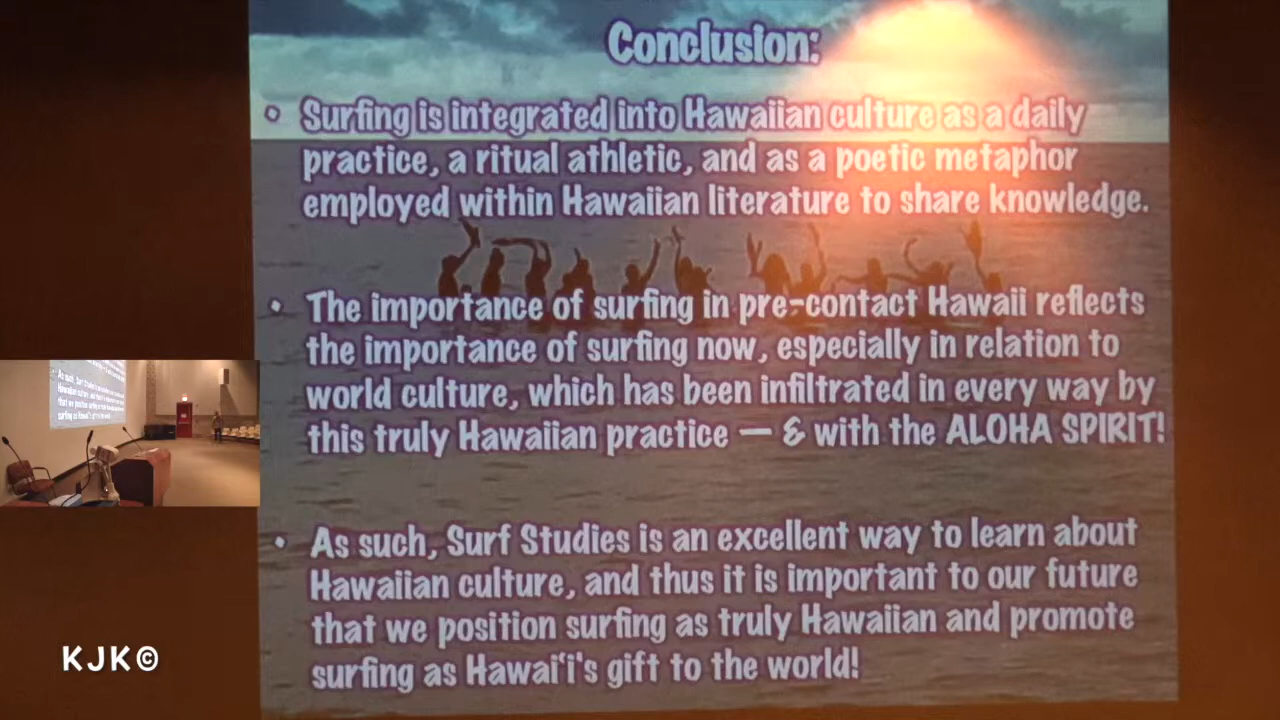 Conclusion:
• Surfing is integrated into Hawaiian culture as a daily
practice, a ritual athletic, and as a poetic metaphor
employed within Hawaiian literature to share knowledge.
• The importance of surfing in pre-contact Hawaii reflects
the importance of surfing now, especially in relation to
world culture, which has been infiltrated in every way by
this truly Hawaiian practice — & with the ALOHA SPIRIT!
• As such, Surf Studies is an excellent way to learn about
Hawaiian culture, and thus it is important to our future
that we position surfing as truly Hawaiian and promote
surfing as Hawaiʻi's gift to the world!
KJK©